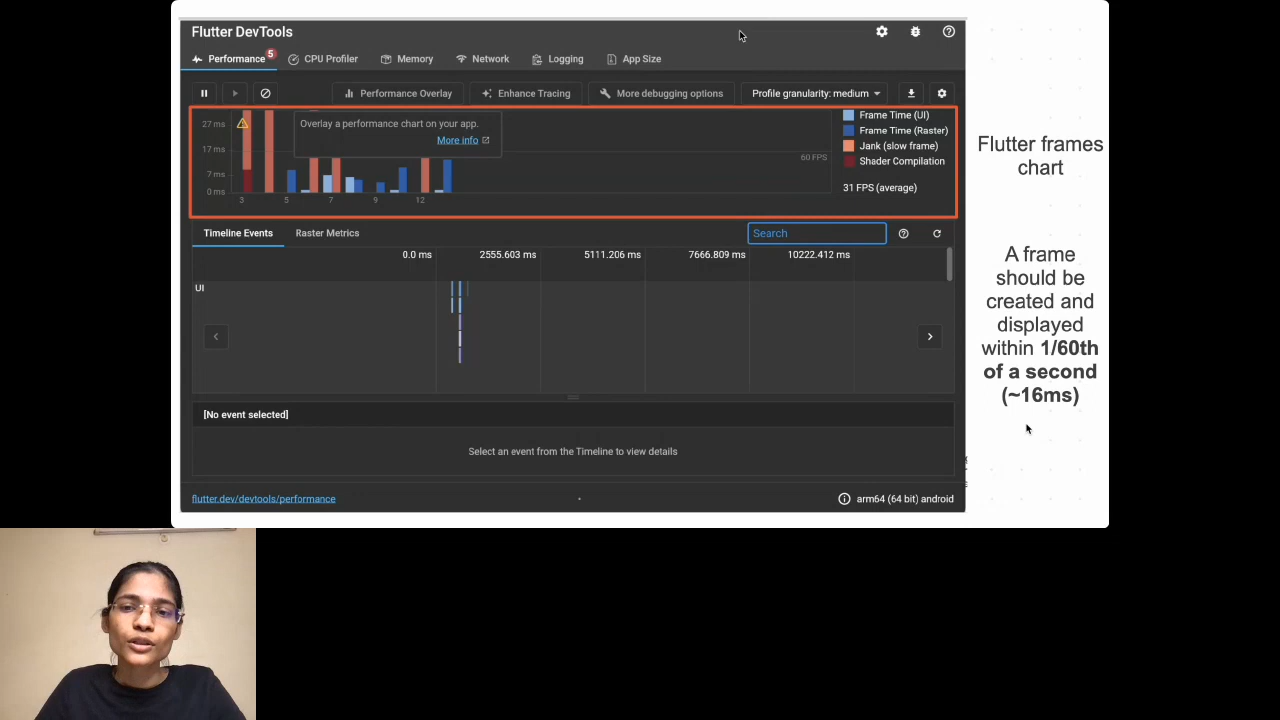 Flutter DevTools
Performance 5 CPU Profiler Memory Network Logging App Size
Performance Overlay Enhance Tracing More debugging options Profile granularity: medium
27 ms
17 ms
7 ms
0 ms
3 5 7 9 12
Overlay a performance chart on your app.
More info
60 FPS
Frame Time (UI)
Frame Time (Raster)
Jank (slow frame)
Shader Compilation
31 FPS (average)
Timeline Events Raster Metrics Search
0.0 ms 2555.603 ms 5111.206 ms 7666.809 ms 10222.412 ms
UI
[No event selected]
Select an event from the Timeline to view details
flutter.dev/devtools/performance arm64 (64 bit) android
Flutter frames
chart
A frame
should be
created and
displayed
within 1/60th
of a second
(~16ms)